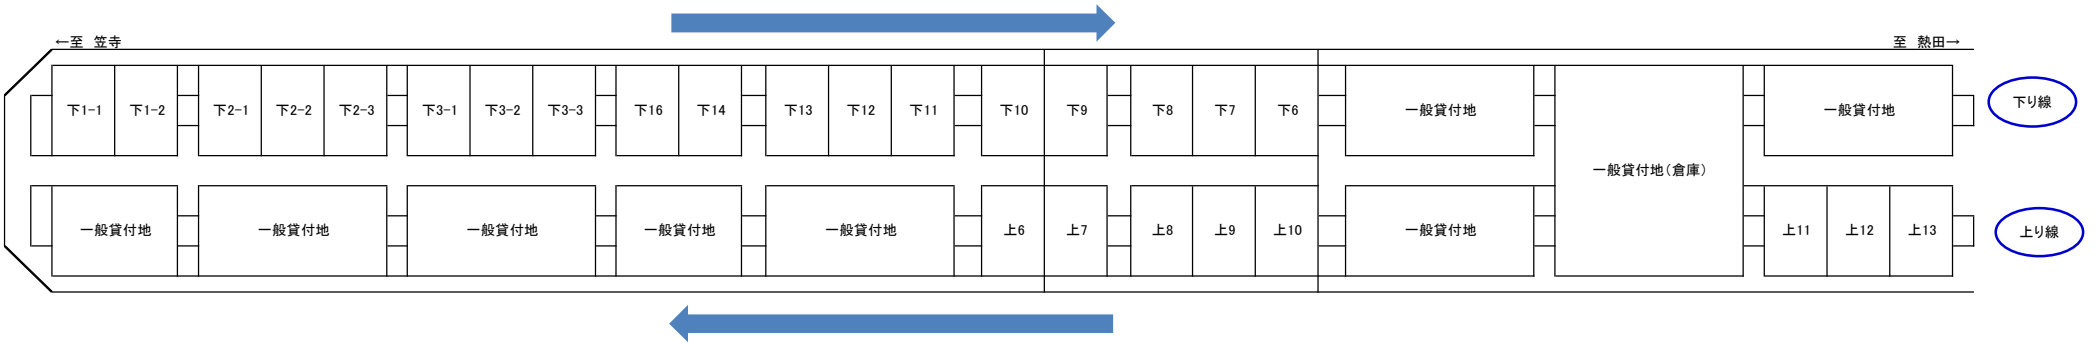 ←至 笠寺
至 熱田→
下1-1 下1-2 下2-1 下2-2 下2-3 下3-1 下3-2 下3-3 下16 下14 下13 下12 下11 下10 下9 下8 下7 下6 一般貸付地 一般貸付地 下り線
一般貸付地(倉庫)
一般貸付地 一般貸付地 一般貸付地 一般貸付地 一般貸付地 上6 上7 上8 上9 上10 一般貸付地 上11 上12 上13 上り線